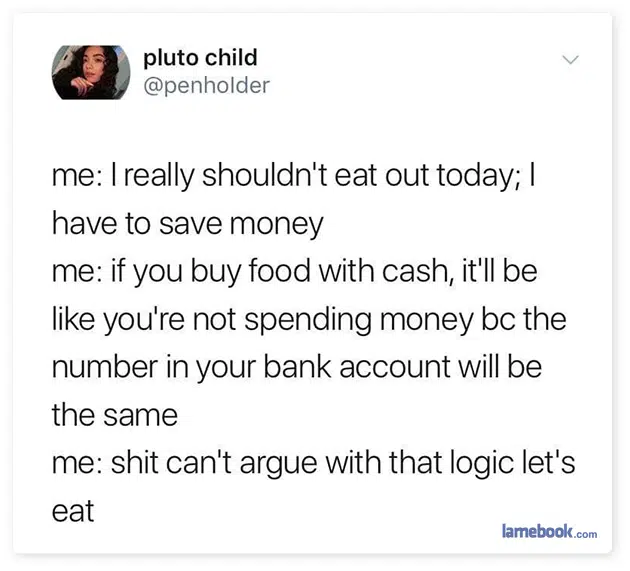 pluto child
@penholder
me: I really shouldn't eat out today; I
have to save money
me: if you buy food with cash, it'll be
like you're not spending money bc the
number in your bank account will be
the same
me: shit can't argue with that logic let's
eat
lamebook.com